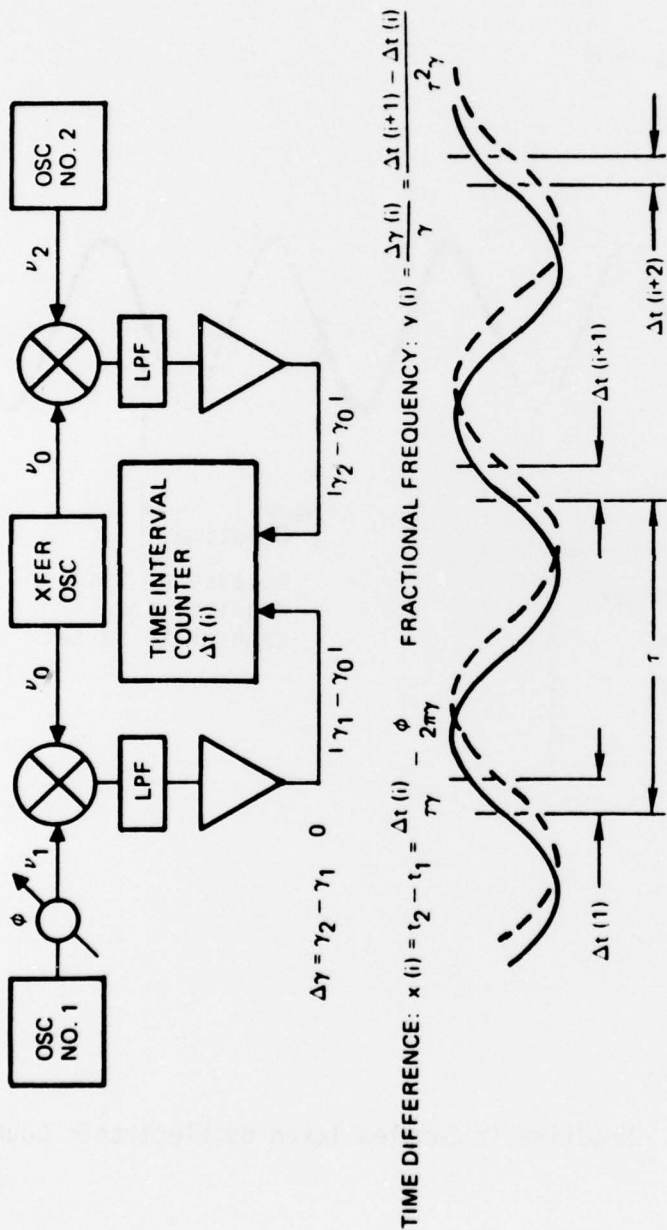 OSC NO. 1
ϕ
ν1
ν0
XFER OSC
ν0
ν2
OSC NO. 2
LPF
LPF
TIME INTERVAL COUNTER Δt (i)
| γ1 − γ0 |
| γ2 − γ0 |
Δγ = γ2 − γ1
0
TIME DIFFERENCE: x (i) = t2 − t1 = Δt (i) / τγ − ϕ / 2πγ
FRACTIONAL FREQUENCY: y (i) = Δγ (i) / γ = Δt (i+1) − Δt (i) / τ²γ
Δt (1)
τ
Δt (i+1)
Δt (i+2)